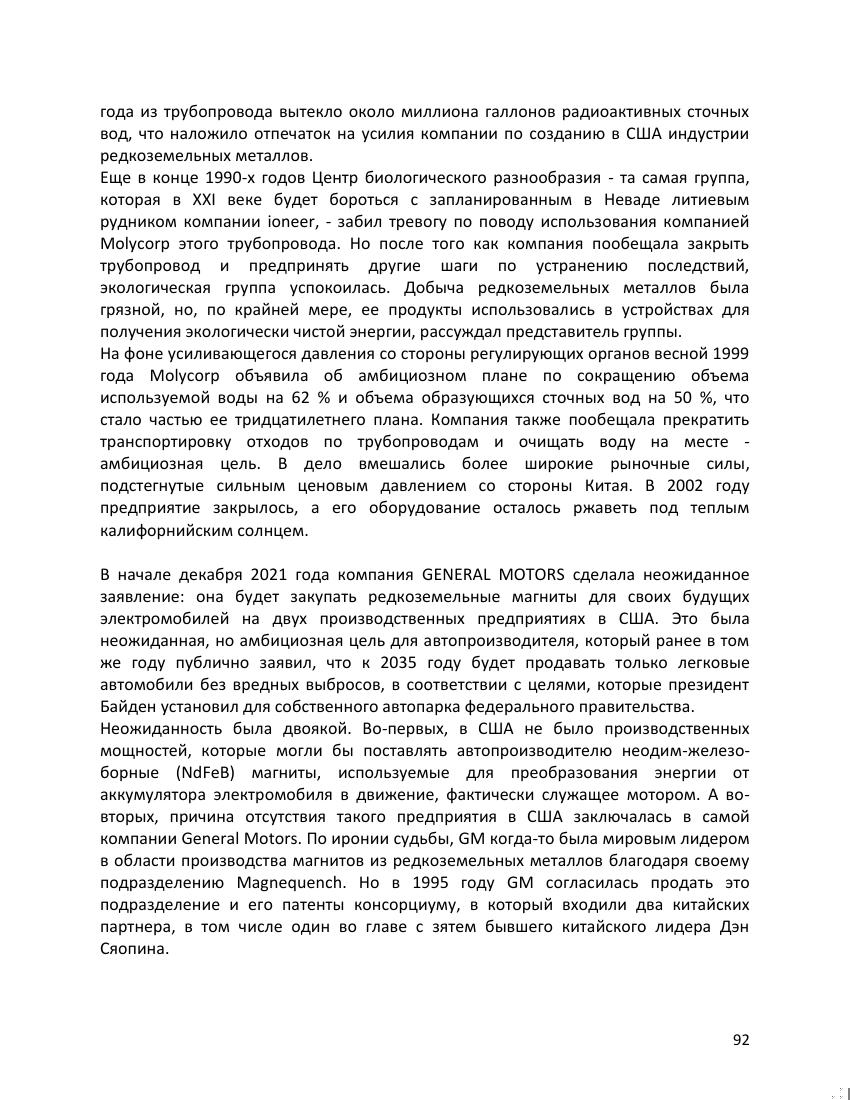 года из трубопровода вытекло около миллиона галлонов радиоактивных сточных
вод, что наложило отпечаток на усилия компании по созданию в США индустрии
редкоземельных металлов.
Еще в конце 1990-х годов Центр биологического разнообразия - та самая группа,
которая в XXI веке будет бороться с запланированным в Неваде литиевым
рудником компании ioneer, - забил тревогу по поводу использования компанией
Molycorp этого трубопровода. Но после того как компания пообещала закрыть
трубопровод и предпринять другие шаги по устранению последствий,
экологическая группа успокоилась. Добыча редкоземельных металлов была
грязной, но, по крайней мере, ее продукты использовались в устройствах для
получения экологически чистой энергии, рассуждал представитель группы.
На фоне усиливающегося давления со стороны регулирующих органов весной 1999
года Molycorp объявила об амбициозном плане по сокращению объема
используемой воды на 62 % и объема образующихся сточных вод на 50 %, что
стало частью ее тридцатилетнего плана. Компания также пообещала прекратить
транспортировку отходов по трубопроводам и очищать воду на месте -
амбициозная цель. В дело вмешались более широкие рыночные силы,
подстегнутые сильным ценовым давлением со стороны Китая. В 2002 году
предприятие закрылось, а его оборудование осталось ржаветь под теплым
калифорнийским солнцем.
В начале декабря 2021 года компания GENERAL MOTORS сделала неожиданное
заявление: она будет закупать редкоземельные магниты для своих будущих
электромобилей на двух производственных предприятиях в США. Это была
неожиданная, но амбициозная цель для автопроизводителя, который ранее в том
же году публично заявил, что к 2035 году будет продавать только легковые
автомобили без вредных выбросов, в соответствии с целями, которые президент
Байден установил для собственного автопарка федерального правительства.
Неожиданность была двоякой. Во-первых, в США не было производственных
мощностей, которые могли бы поставлять автопроизводителю неодим-железо-
борные (NdFeB) магниты, используемые для преобразования энергии от
аккумулятора электромобиля в движение, фактически служащее мотором. А во-
вторых, причина отсутствия такого предприятия в США заключалась в самой
компании General Motors. По иронии судьбы, GM когда-то была мировым лидером
в области производства магнитов из редкоземельных металлов благодаря своему
подразделению Magnequench. Но в 1995 году GM согласилась продать это
подразделение и его патенты консорциуму, в который входили два китайских
партнера, в том числе один во главе с зятем бывшего китайского лидера Дэн
Сяопина.
92